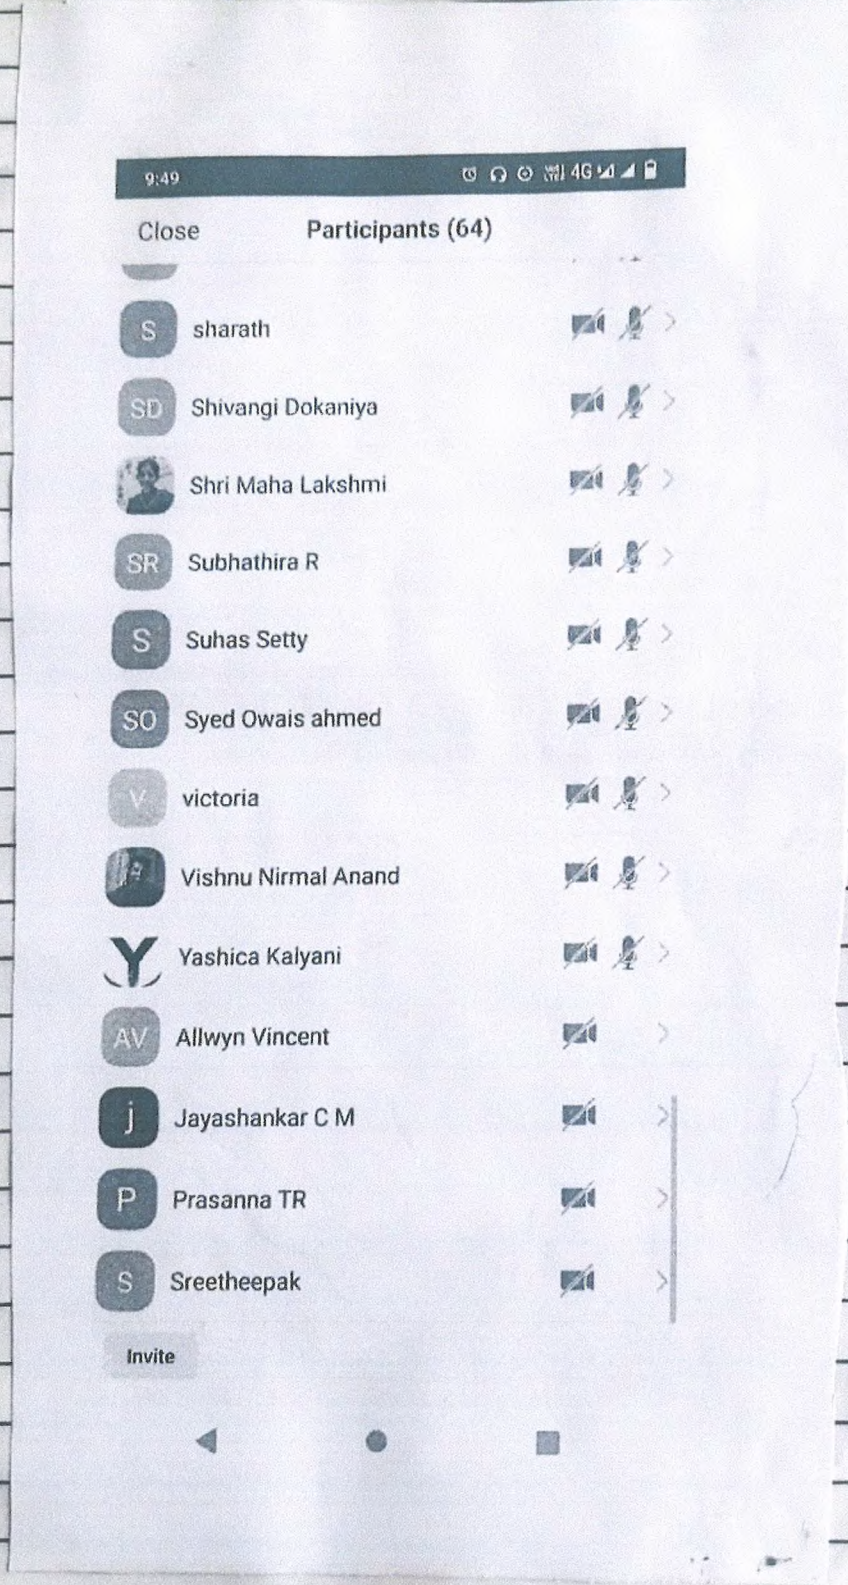 9:49 4G
Close Participants (64)
S sharath
SD Shivangi Dokaniya
Shri Maha Lakshmi
SR Subhathira R
S Suhas Setty
SO Syed Owais ahmed
V victoria
Vishnu Nirmal Anand
Y Yashica Kalyani
AV Allwyn Vincent
j Jayashankar C M
P Prasanna TR
S Sreetheepak
Invite